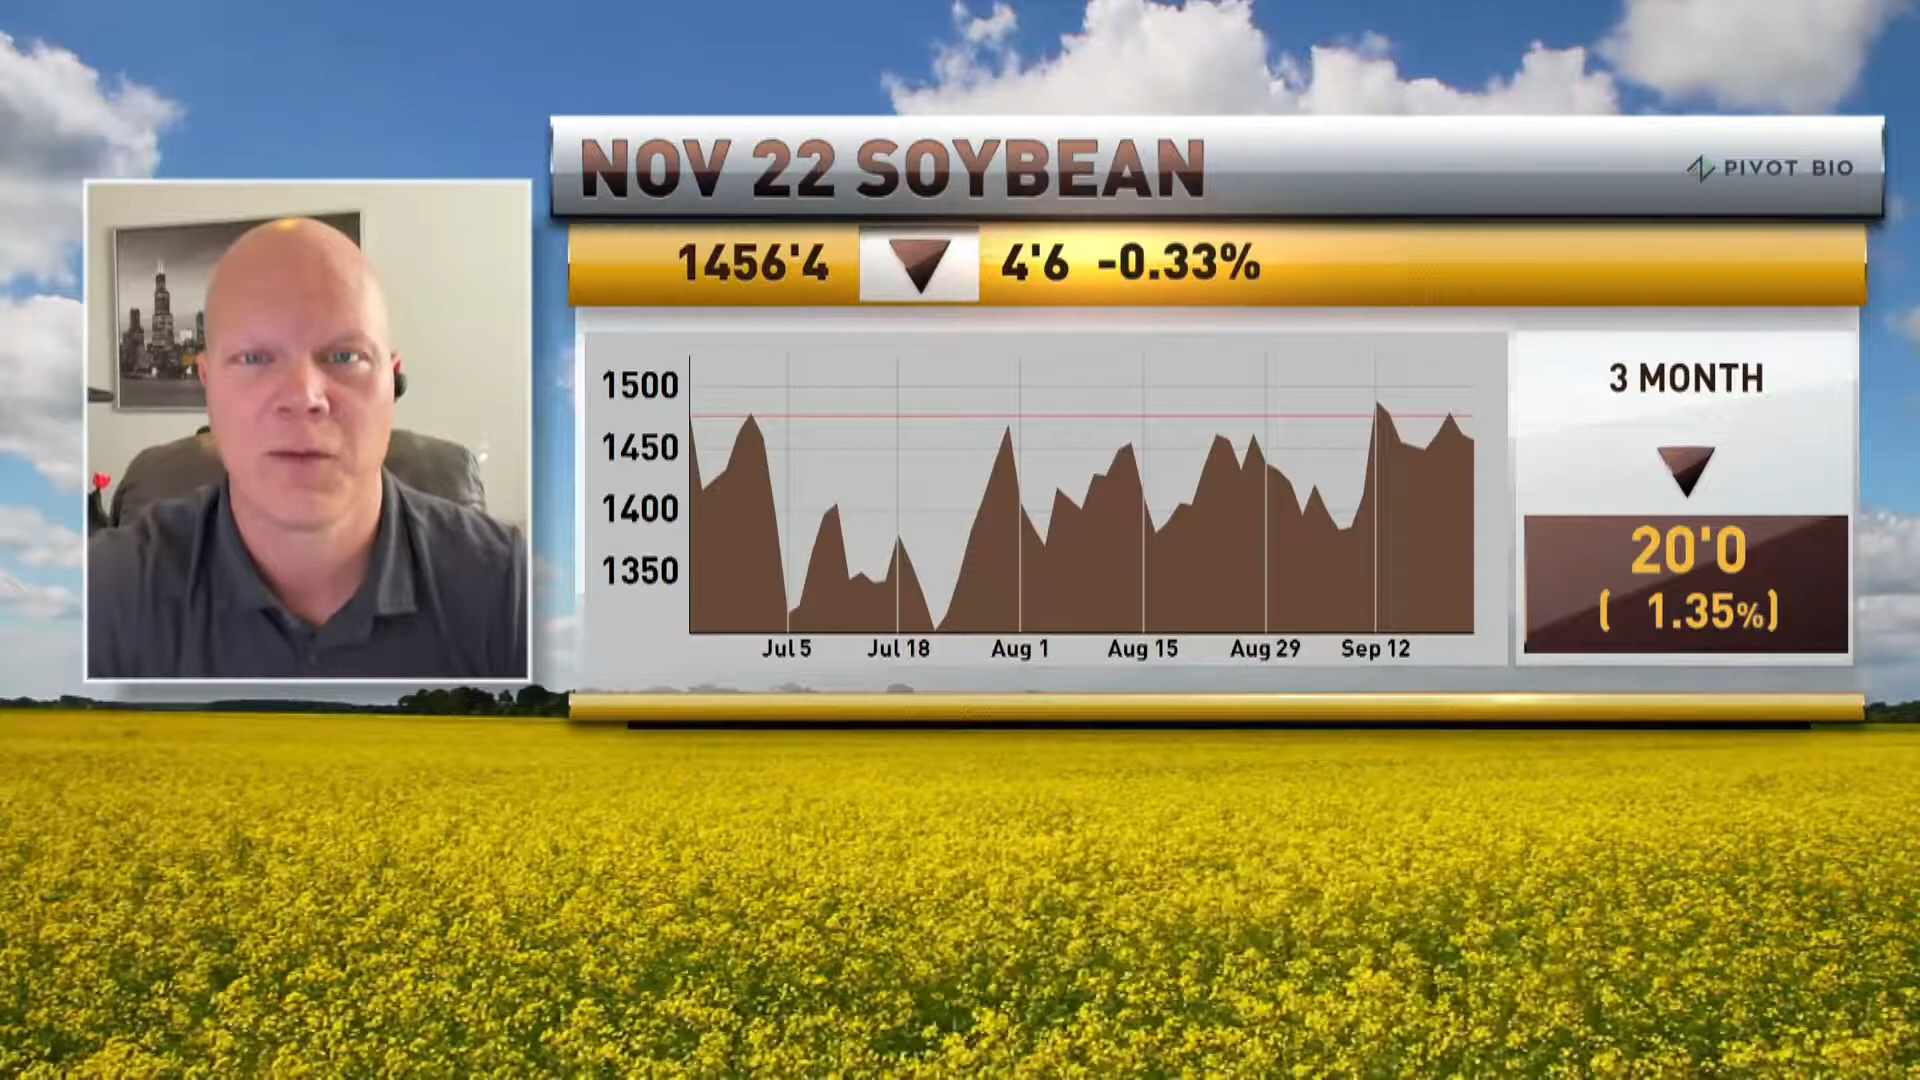 NOV 22 SOYBEAN
PIVOT BIO
1456'4 4'6 -0.33%
1500
1450
1400
1350
Jul 5 Jul 18 Aug 1 Aug 15 Aug 29 Sep 12
3 MONTH
20'0
( 1.35%)